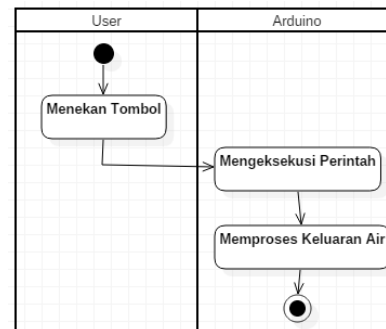 User
Arduino
Menekan Tombol
Mengeksekusi Perintah
Memproses Keluaran Air